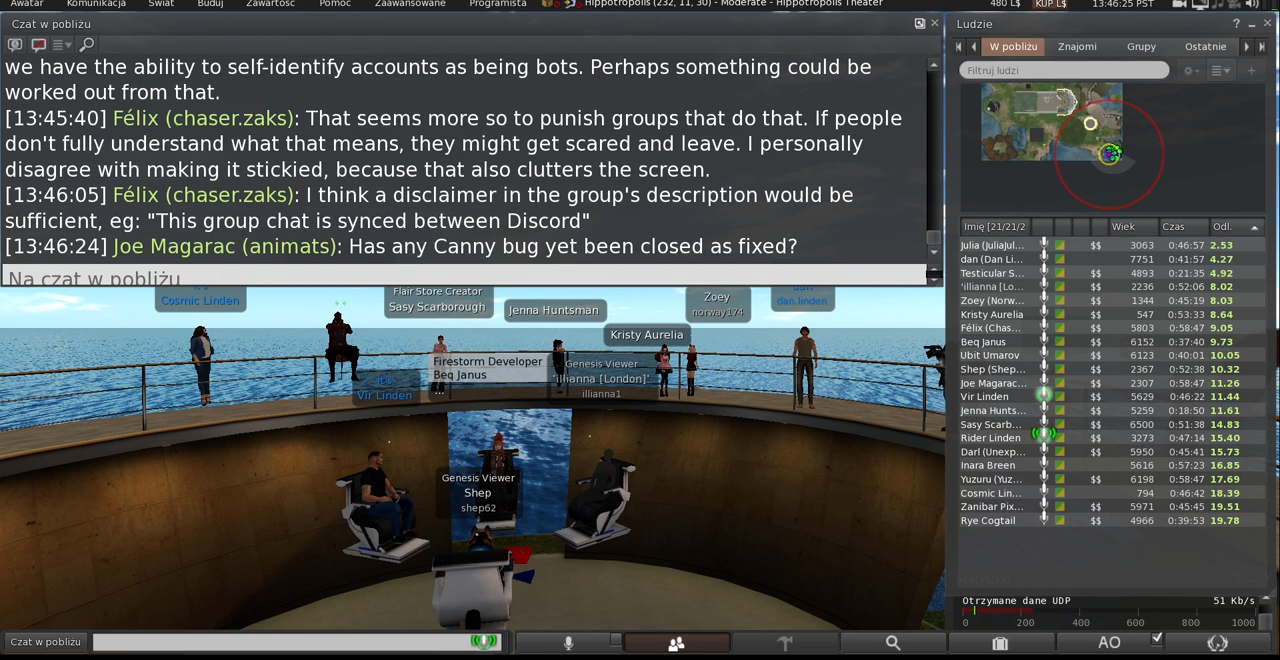 Awatar Komunikacja Świat Buduj Zawartość Pomoc Zaawansowane Programista Hippotropolis (232, 11, 30) - Moderate - Hippotropolis Theater 480 L$ KUP L$ 13:46:25 PST
Czat w pobliżu
we have the ability to self-identify accounts as being bots. Perhaps something could be
worked out from that.
[13:45:40] Félix (chaser.zaks): That seems more so to punish groups that do that. If people
don't fully understand what that means, they might get scared and leave. I personally
disagree with making it stickied, because that also clutters the screen.
[13:46:05] Félix (chaser.zaks): I think a disclaimer in the group's description would be
sufficient, eg: "This group chat is synced between Discord"
[13:46:24] Joe Magarac (animats): Has any Canny bug yet been closed as fixed?
Na czat w pobliżu
Cosmic Linden
Flair Store Creator
Sasy Scarborough
Jenna Huntsman
Zoey
norway174
dan.linden
Kristy Aurelia
Firestorm Developer
Beq Janus
...
Vir Linden
Genesis Viewer
'illianna [London]'
illianna1
Genesis Viewer
Shep
shep62
Czat w pobliżu
Ludzie
W pobliżu Znajomi Grupy Ostatnie
Filtruj ludzi
Imię [21/21/2 Wiek Czas Odl.
Julia (JuliaJul... $$ 3063 0:46:57 2.53
dan (Dan Li... 7751 0:41:57 4.27
Testicular S... $$ 4893 0:21:35 4.92
'illianna [Lo... $$ 2236 0:52:06 8.02
Zoey (Norw... $$ 1344 0:45:19 8.03
Kristy Aurelia 547 0:53:33 8.64
Félix (Chas... $$ 5803 0:58:47 9.05
Beq Janus $$ 6152 0:37:40 9.73
Ubit Umarov $$ 6123 0:40:01 10.05
Shep (Shep... $$ 2367 0:52:38 10.32
Joe Magarac... $$ 2307 0:58:47 11.26
Vir Linden $$ 5629 0:46:22 11.44
Jenna Hunts... $$ 5259 0:18:50 11.61
Sasy Scarb... $$ 6500 0:51:38 14.83
Rider Linden $$ 3273 0:47:14 15.40
Darl (Unexp... $$ 5950 0:45:41 15.73
Inara Breen 5616 0:57:23 16.85
Yuzuru (Yuz... $$ 6198 0:58:47 17.69
Cosmic Lin... 794 0:46:42 18.39
Zanibar Pix... $$ 5971 0:45:45 19.51
Rye Cogtail $$ 4966 0:39:53 19.78
Otrzymane dane UDP 51 Kb/s
0 200 400 600 800 1000
AO